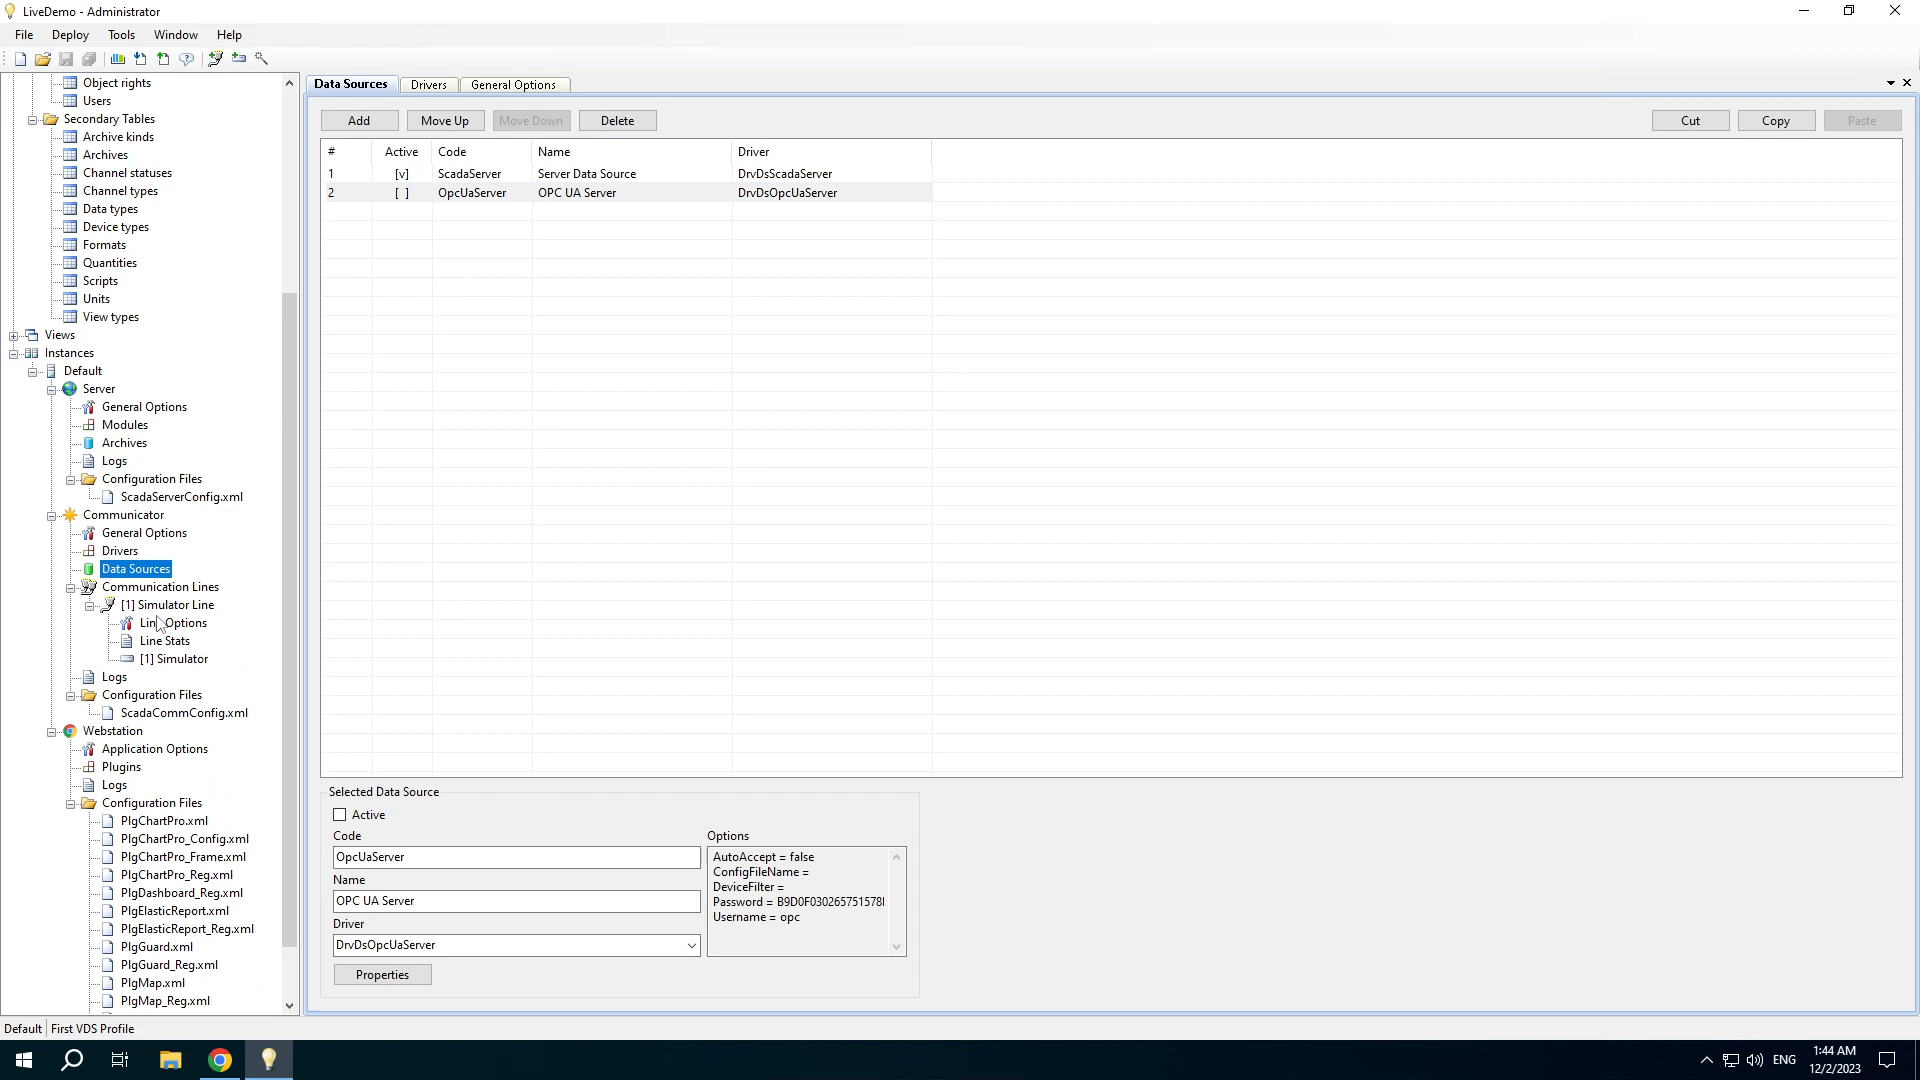 LiveDemo - Administrator
File Deploy Tools Window Help
Object rights
Users
Secondary Tables
Archive kinds
Archives
Channel statuses
Channel types
Data types
Device types
Formats
Quantities
Scripts
Units
View types
Views
Instances
Default
Server
General Options
Modules
Archives
Logs
Configuration Files
ScadaServerConfig.xml
Communicator
General Options
Drivers
Data Sources
Communication Lines
[1] Simulator Line
Line Options
Line Stats
[1] Simulator
Logs
Configuration Files
ScadaCommConfig.xml
Webstation
Application Options
Plugins
Logs
Configuration Files
PlgChartPro.xml
PlgChartPro_Config.xml
PlgChartPro_Frame.xml
PlgChartPro_Reg.xml
PlgDashboard_Reg.xml
PlgElasticReport.xml
PlgElasticReport_Reg.xml
PlgGuard.xml
PlgGuard_Reg.xml
PlgMap.xml
PlgMap_Reg.xml
Data Sources Drivers General Options
Add Move Up Move Down Delete Cut Copy Paste
# Active Code Name Driver
1 [v] ScadaServer Server Data Source DrvDsScadaServer
2 [ ] OpcUaServer OPC UA Server DrvDsOpcUaServer
Selected Data Source
Active
Code
OpcUaServer
Name
OPC UA Server
Driver
DrvDsOpcUaServer
Properties
Options
AutoAccept = false
ConfigFileName =
DeviceFilter =
Password = B9D0F030265751578
Username = opc
Default First VDS Profile
ENG
1:44 AM
12/2/2023